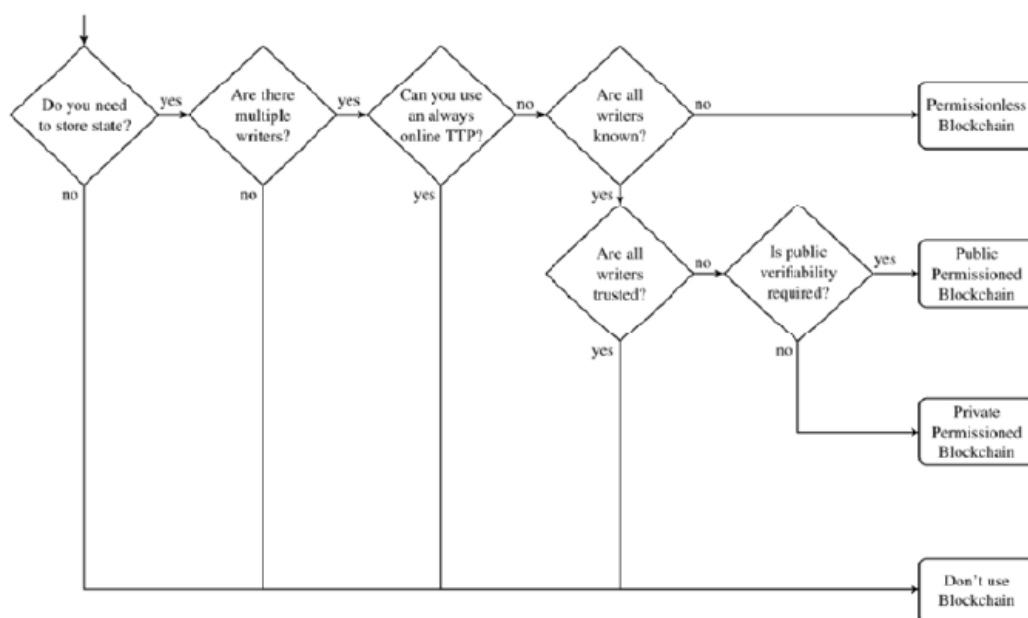 Do you need
to store state?
yes
Are there
multiple
writers?
yes
Can you use
an always
online TTP?
no
Are all
writers
known?
no
Permissionless
Blockchain
no
no
yes
yes
Are all
writers
trusted?
no
Is public
verifiability
required?
yes
Public
Permissioned
Blockchain
yes
no
Private
Permissioned
Blockchain
Don't use
Blockchain